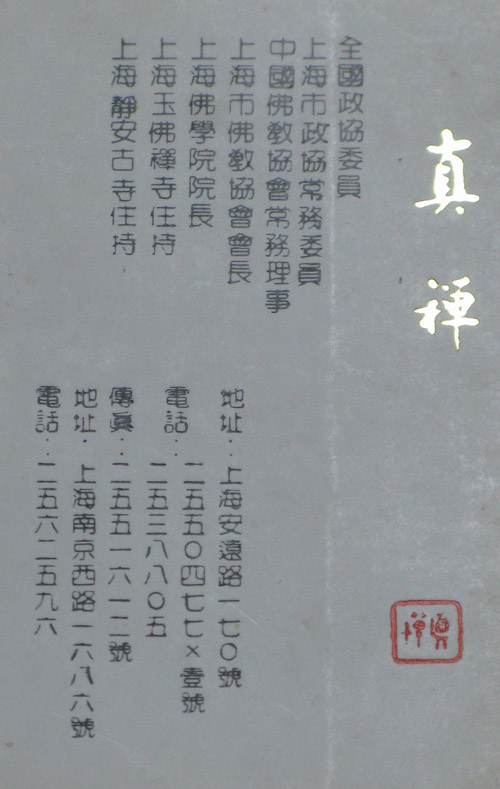 真禪
全國政協委員
上海市政協常務委員
中國佛教協會常務理事
上海市佛教協會會長
上海佛學院院長
上海玉佛禪寺住持
上海靜安古寺住持
地址：上海安遠路一七〇號
電話：二五五〇四七七×壹號
二五三八八〇五
傳眞：二五五一六一二號
地址：上海南京西路一六八六號
電話：二五六二五九六
眞禪